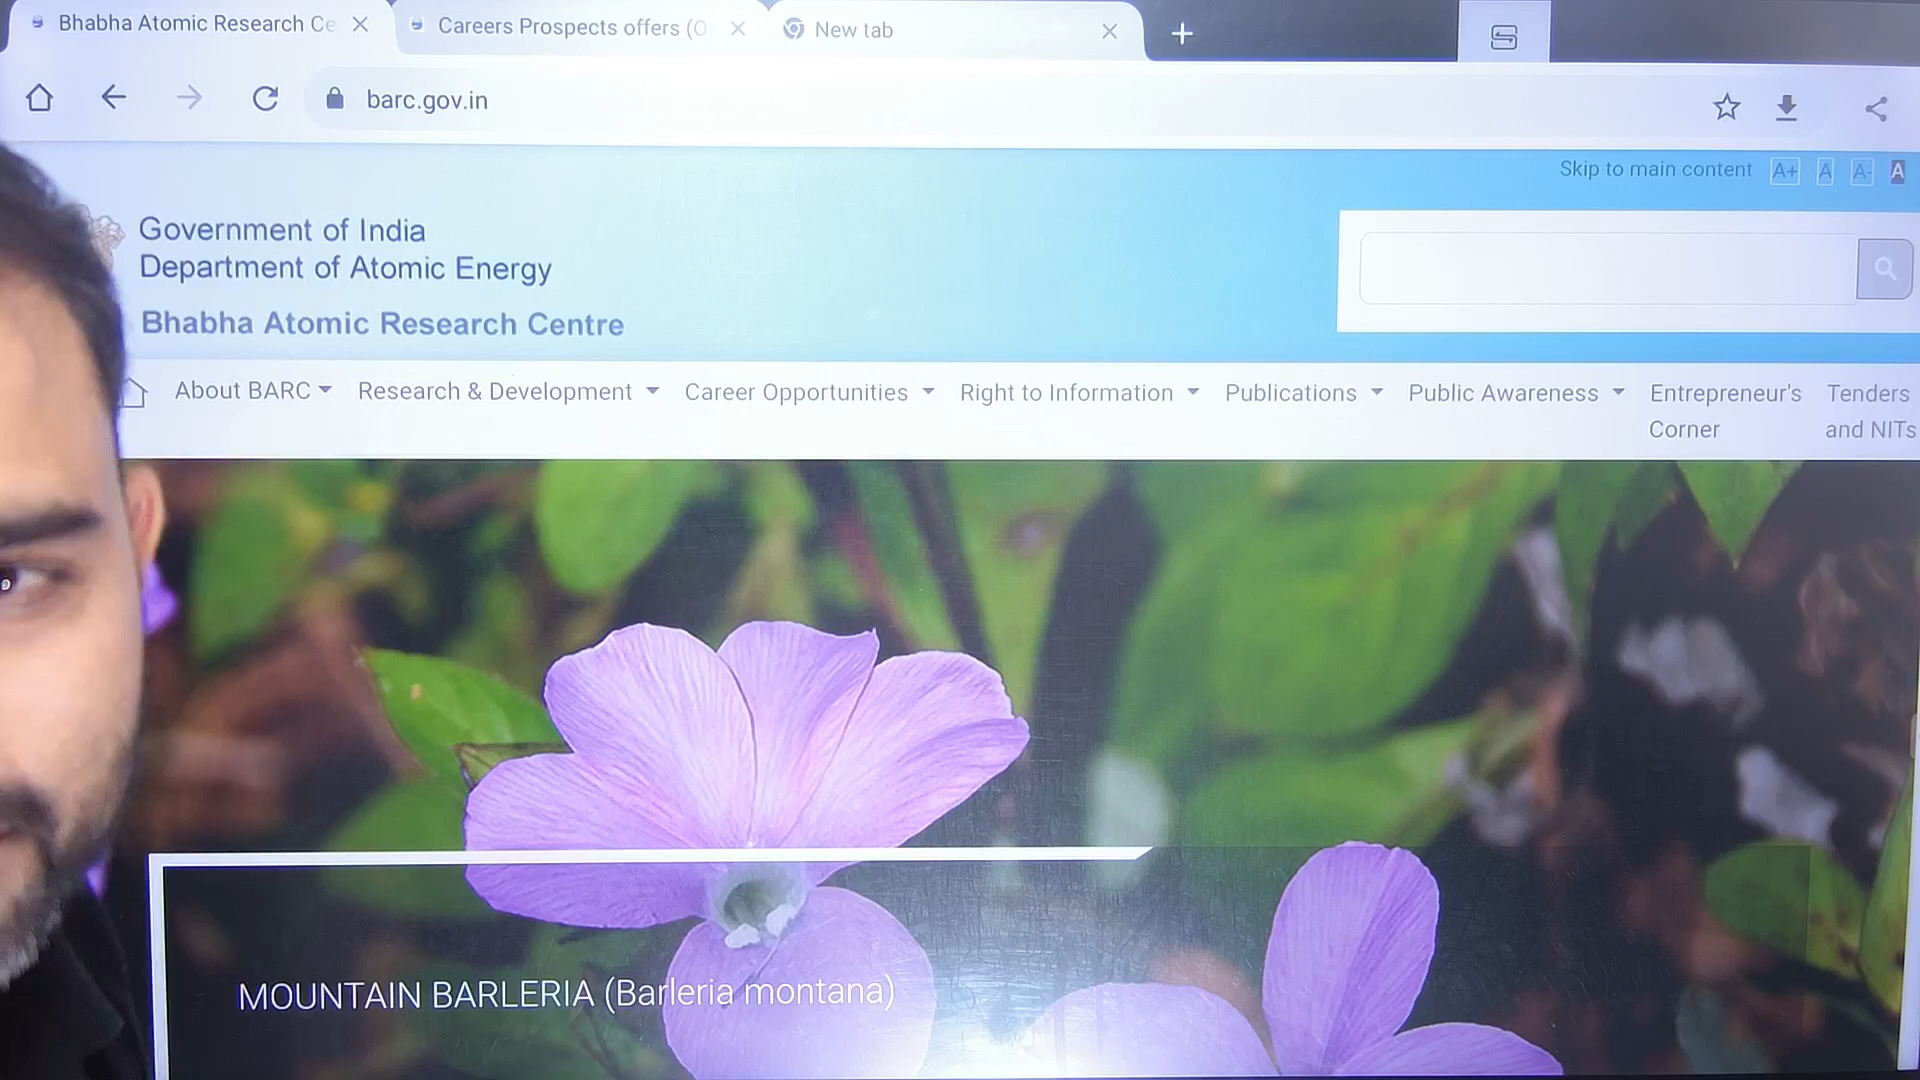 Bhabha Atomic Research Ce
Careers Prospects offers (O
New tab
barc.gov.in
Skip to main content A+ A A- A
Government of India
Department of Atomic Energy
Bhabha Atomic Research Centre
About BARC Research & Development Career Opportunities Right to Information Publications Public Awareness Entrepreneur's Corner Tenders and NITs
MOUNTAIN BARLERIA (Barleria montana)